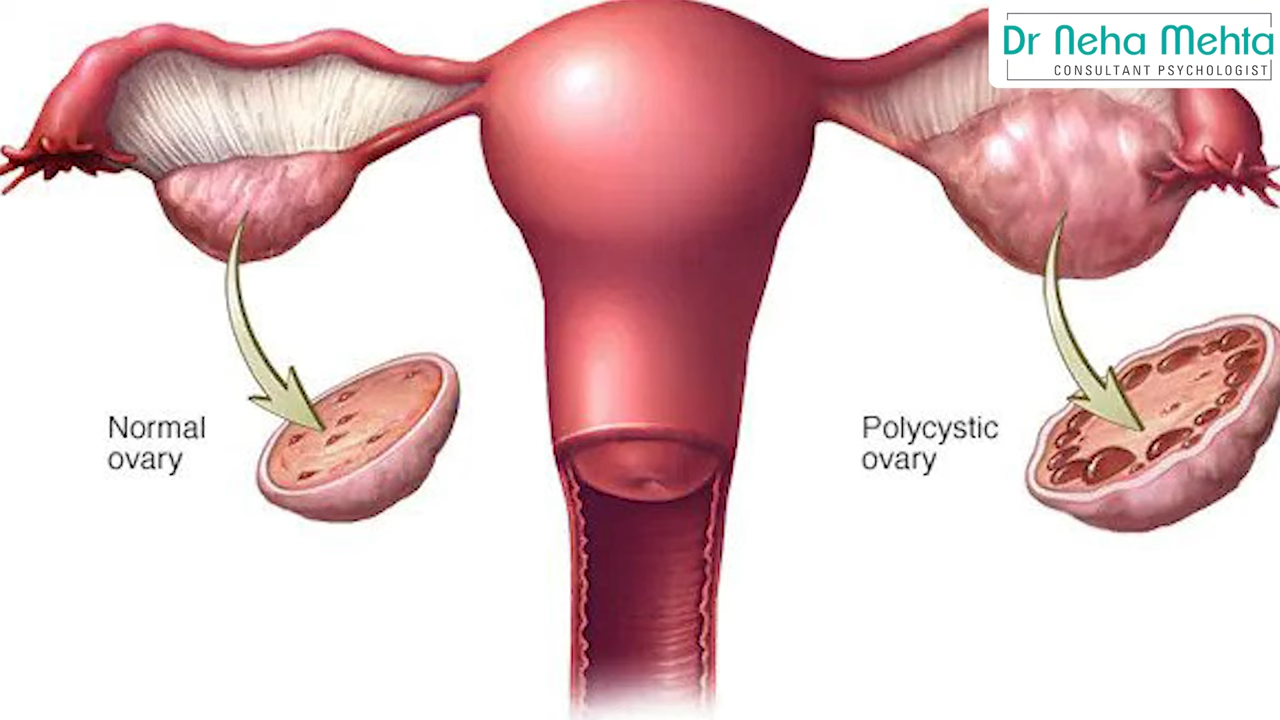 Dr Neha Mehta
CONSULTANT PSYCHOLOGIST
Normal
ovary
Polycystic
ovary